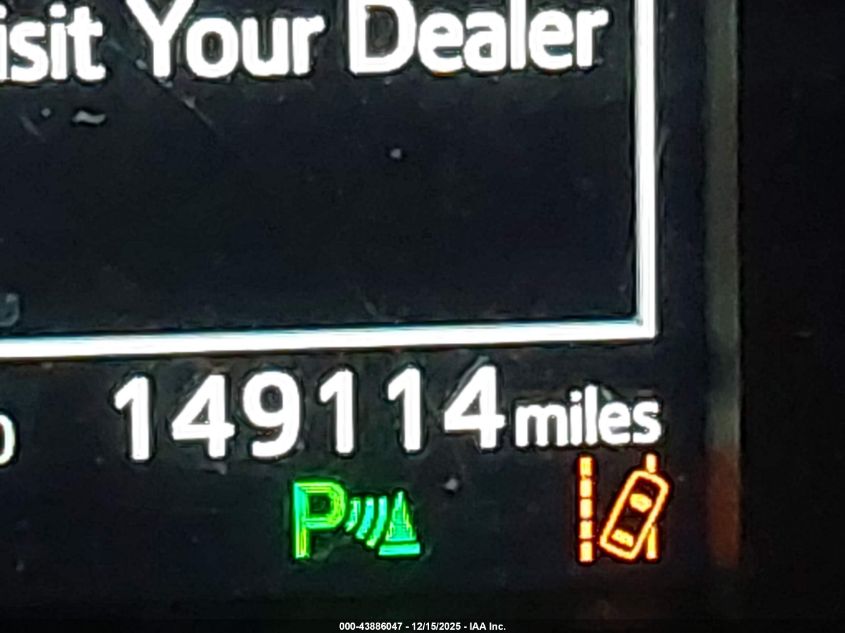 isit Your Dealer
149114 miles
P
000-43886047 - 12/15/2025 - IAA Inc.